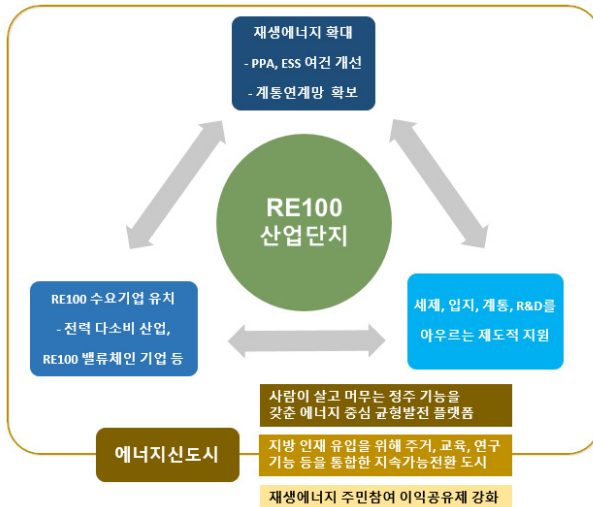 재생에너지 확대
- PPA, ESS 여건 개선
- 계통연계망 확보
RE100
산업단지
RE100 수요기업 유치
- 전력 다소비 산업,
RE100 밸류체인 기업 등
세제, 입지, 계통, R&D를
아우르는 제도적 지원
에너지신도시
사람이 살고 머무는 정주 기능을
갖춘 에너지 중심 균형발전 플랫폼
지방 인재 유입을 위해 주거, 교육, 연구
기능 등을 통합한 지속가능전환 도시
재생에너지 주민참여 이익공유제 강화